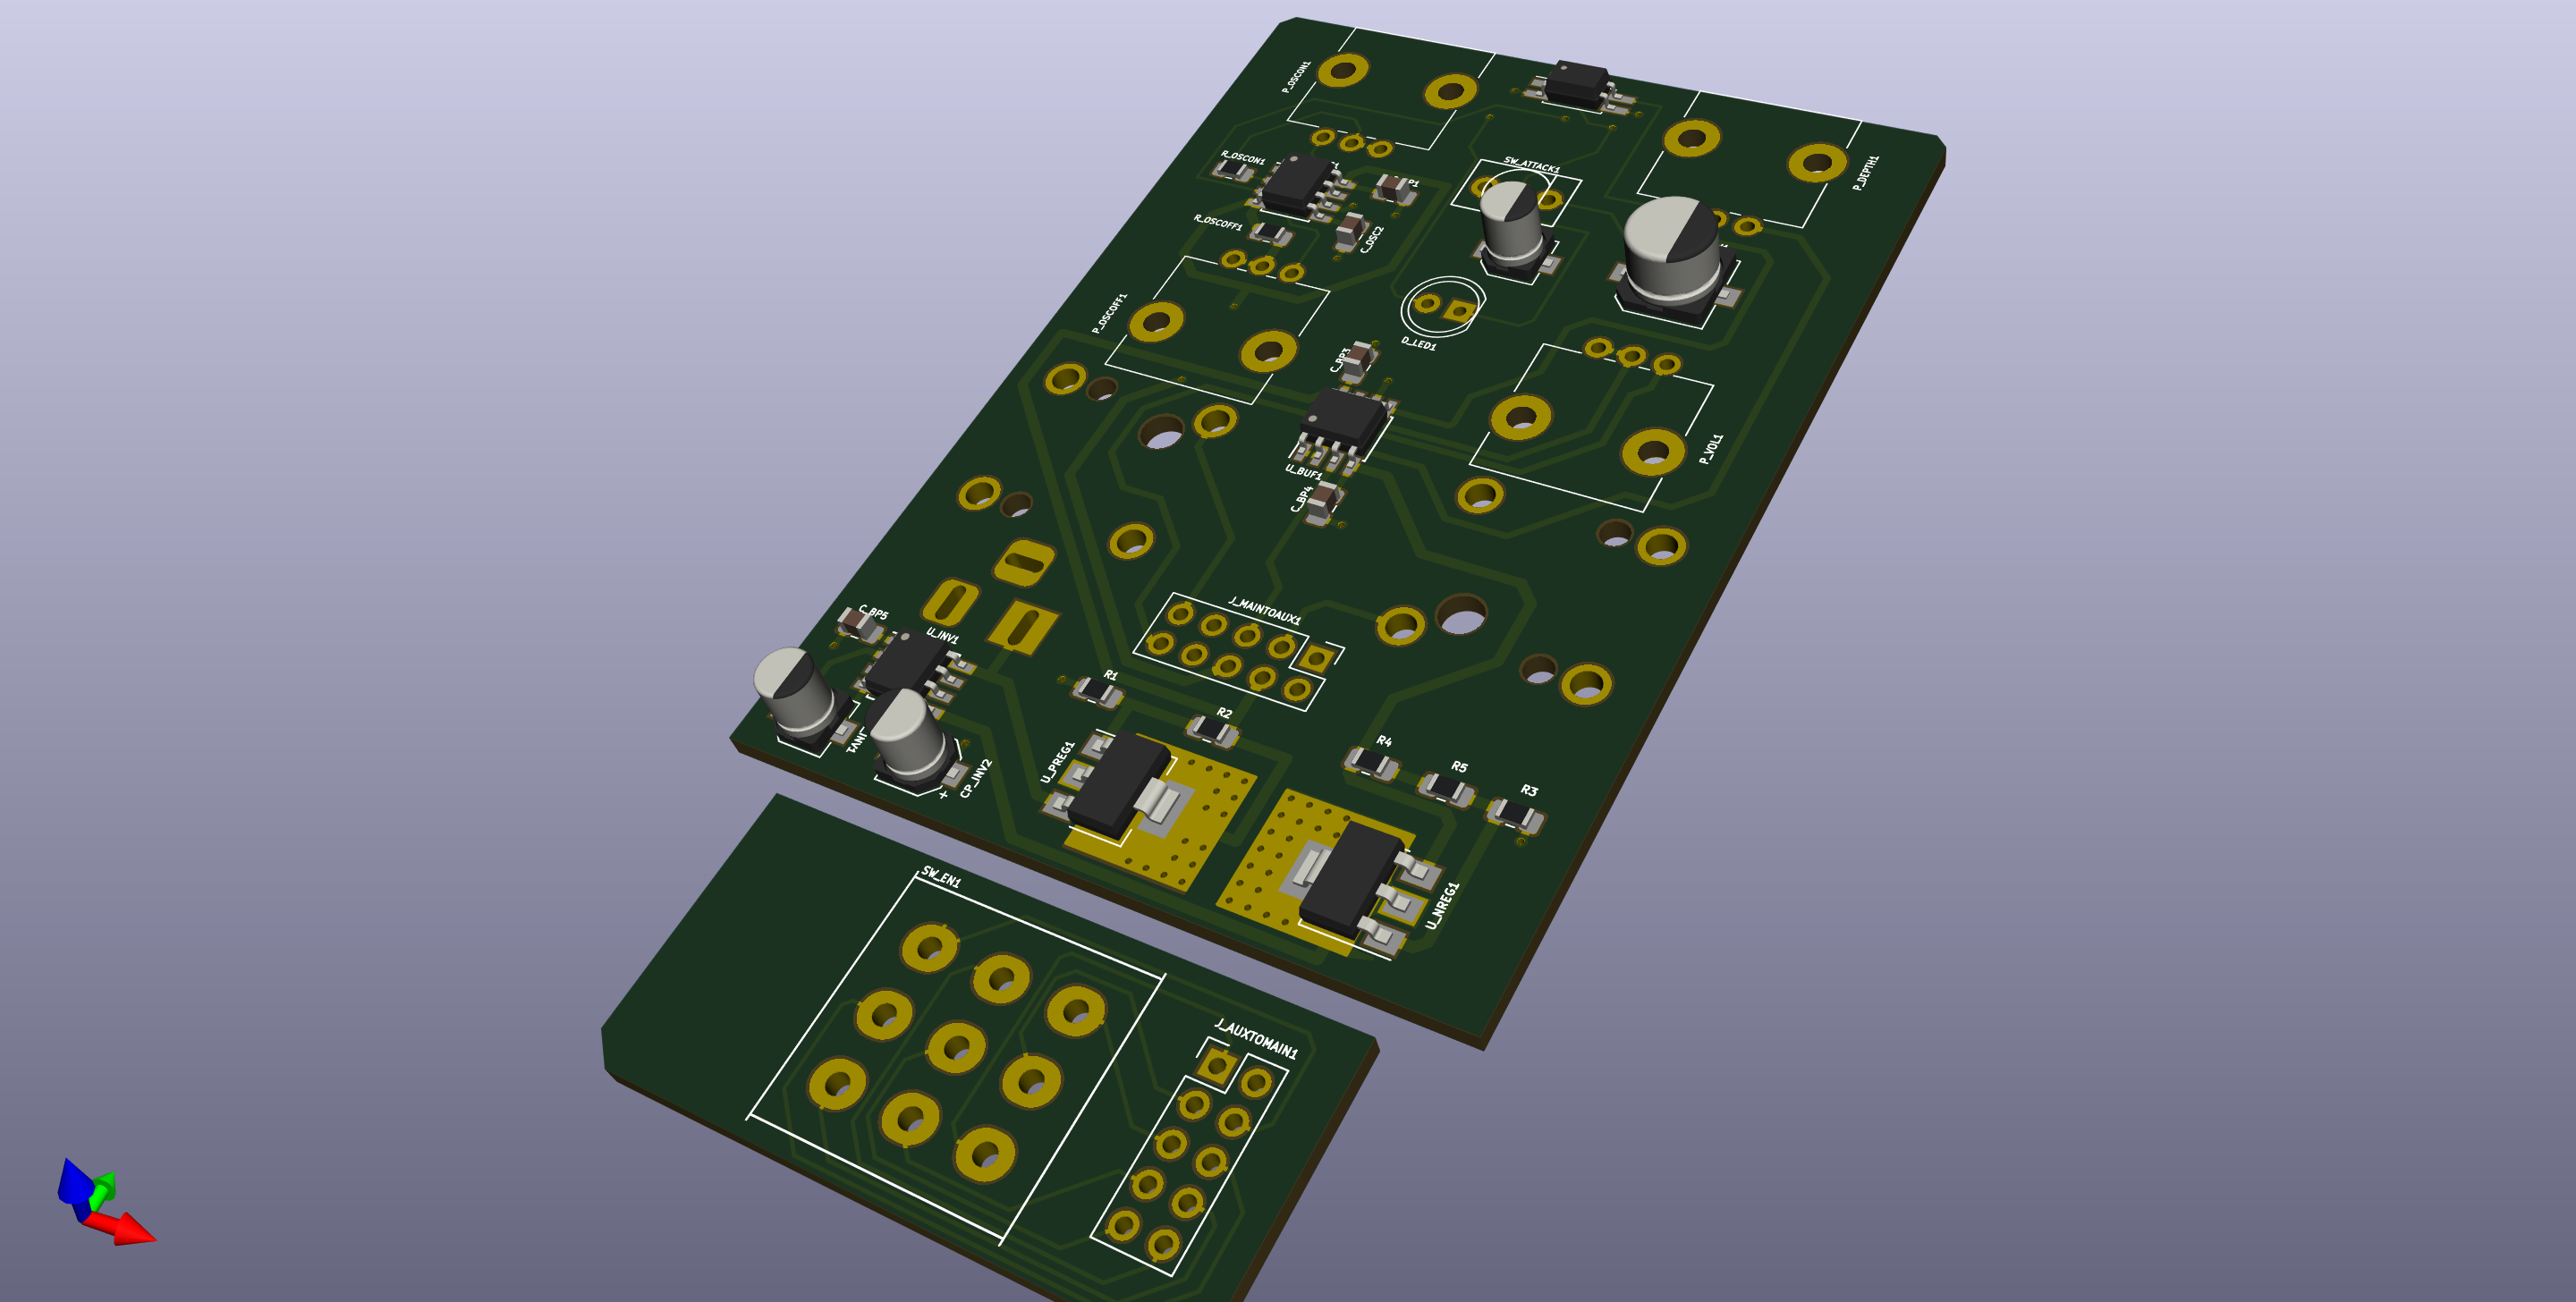 P_OSCON1
P_DEPTH1
SW_ATTACK1
R_OSCON1
R_OSCOFF1
C_OSC2
P_OSCOFF1
D_LED1
C_BP3
P_VOL1
U_BUF1
C_BP4
J_MAINTOAUX1
C_BP5
U_INV1
R1
R2
R4
R5
R3
U_PREG1
CP_INV2
+
U_NREG1
SW_EN1
J_AUXTOMAIN1